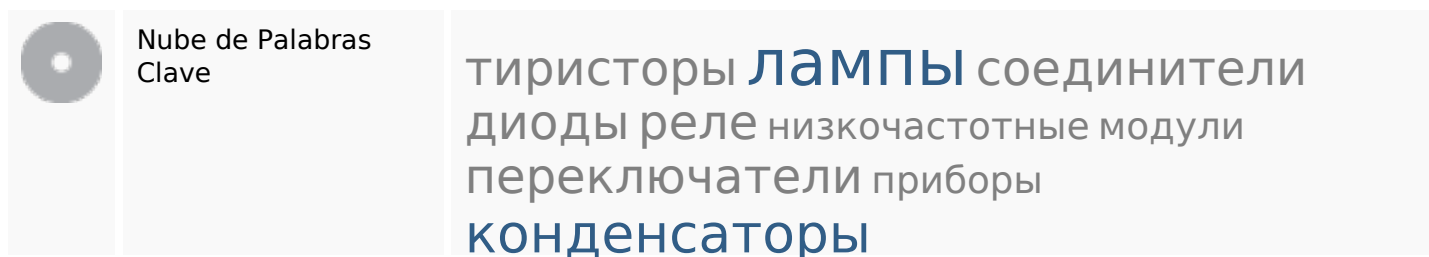 Nube de Palabras
Clave
тиристоры лампы соединители
диоды реле низкочастотные модули
переключатели приборы
конденсаторы